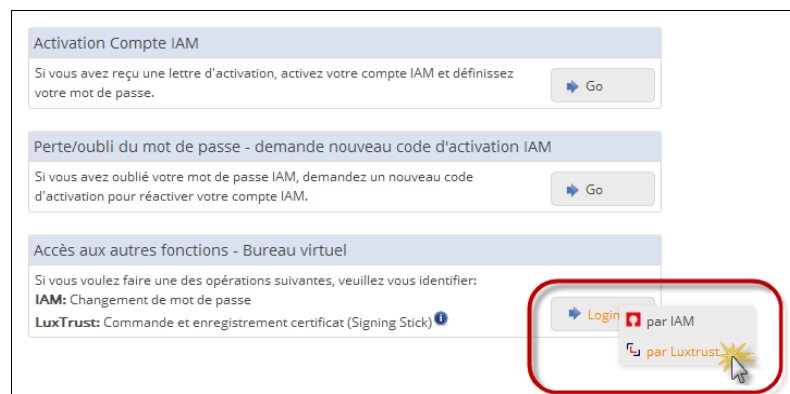 Activation Compte IAM
Si vous avez reçu une lettre d'activation, activez votre compte IAM et définissez
votre mot de passe.
Go
Perte/oubli du mot de passe - demande nouveau code d'activation IAM
Si vous avez oublié votre mot de passe IAM, demandez un nouveau code
d'activation pour réactiver votre compte IAM.
Go
Accès aux autres fonctions - Bureau virtuel
Si vous voulez faire une des opérations suivantes, veuillez vous identifier:
IAM: Changement de mot de passe
LuxTrust: Commande et enregistrement certificat (Signing Stick)
Login
par IAM
par Luxtrust